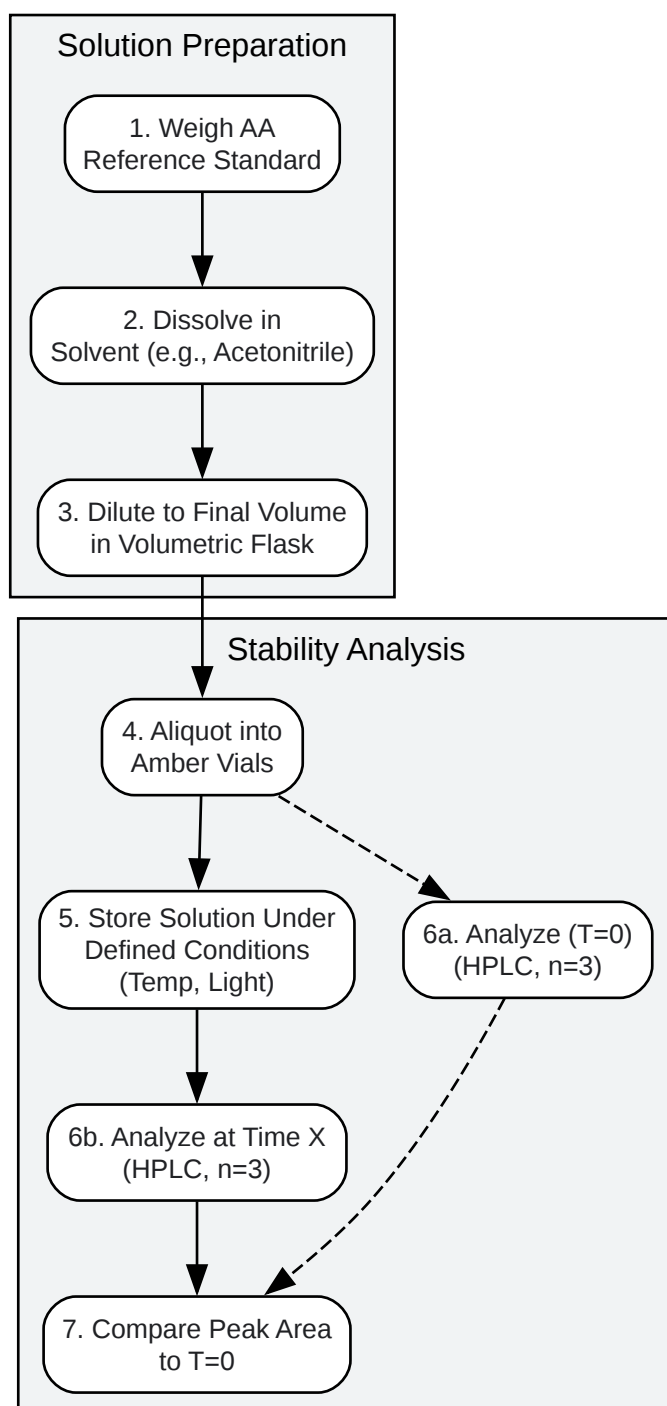 Solution Preparation
1. Weigh AA
Reference Standard
2. Dissolve in
Solvent (e.g., Acetonitrile)
3. Dilute to Final Volume
in Volumetric Flask
Stability Analysis
4. Aliquot into
Amber Vials
5. Store Solution Under
Defined Conditions
(Temp, Light)
6a. Analyze (T=0)
(HPLC, n=3)
6b. Analyze at Time X
(HPLC, n=3)
7. Compare Peak Area
to T=0